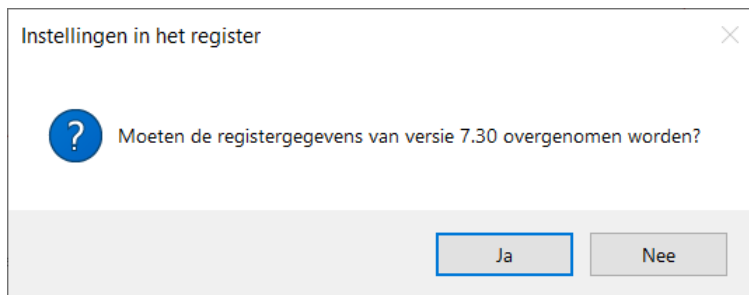 Instellingen in het register
Moeten de registergegevens van versie 7.30 overgenomen worden?
Ja
Nee